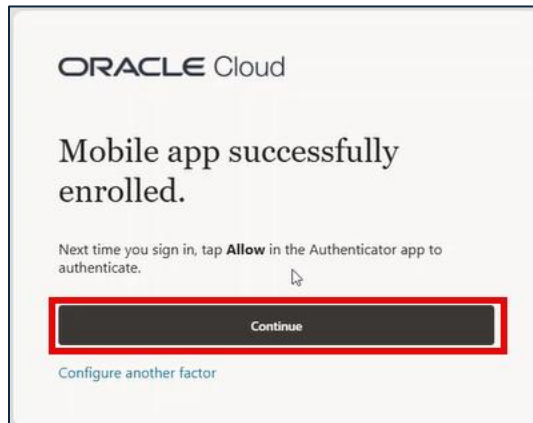 ORACLE Cloud
Mobile app successfully
enrolled.
Next time you sign in, tap Allow in the Authenticator app to
authenticate.
Continue
Configure another factor